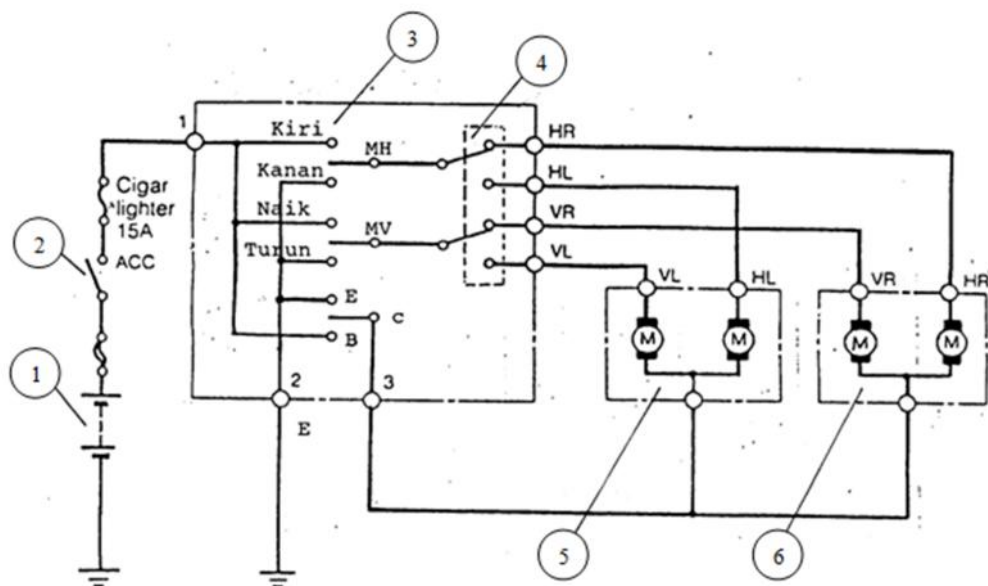 3
4
1
Kiri
HR
MH
Kanan
HL
Cigar
lighter
15A
Naik
VR
2
MV
ACC
Turun
VL
VL
HL
VR
HR
E
C
B
M
M
M
M
1
2
3
E
5
6